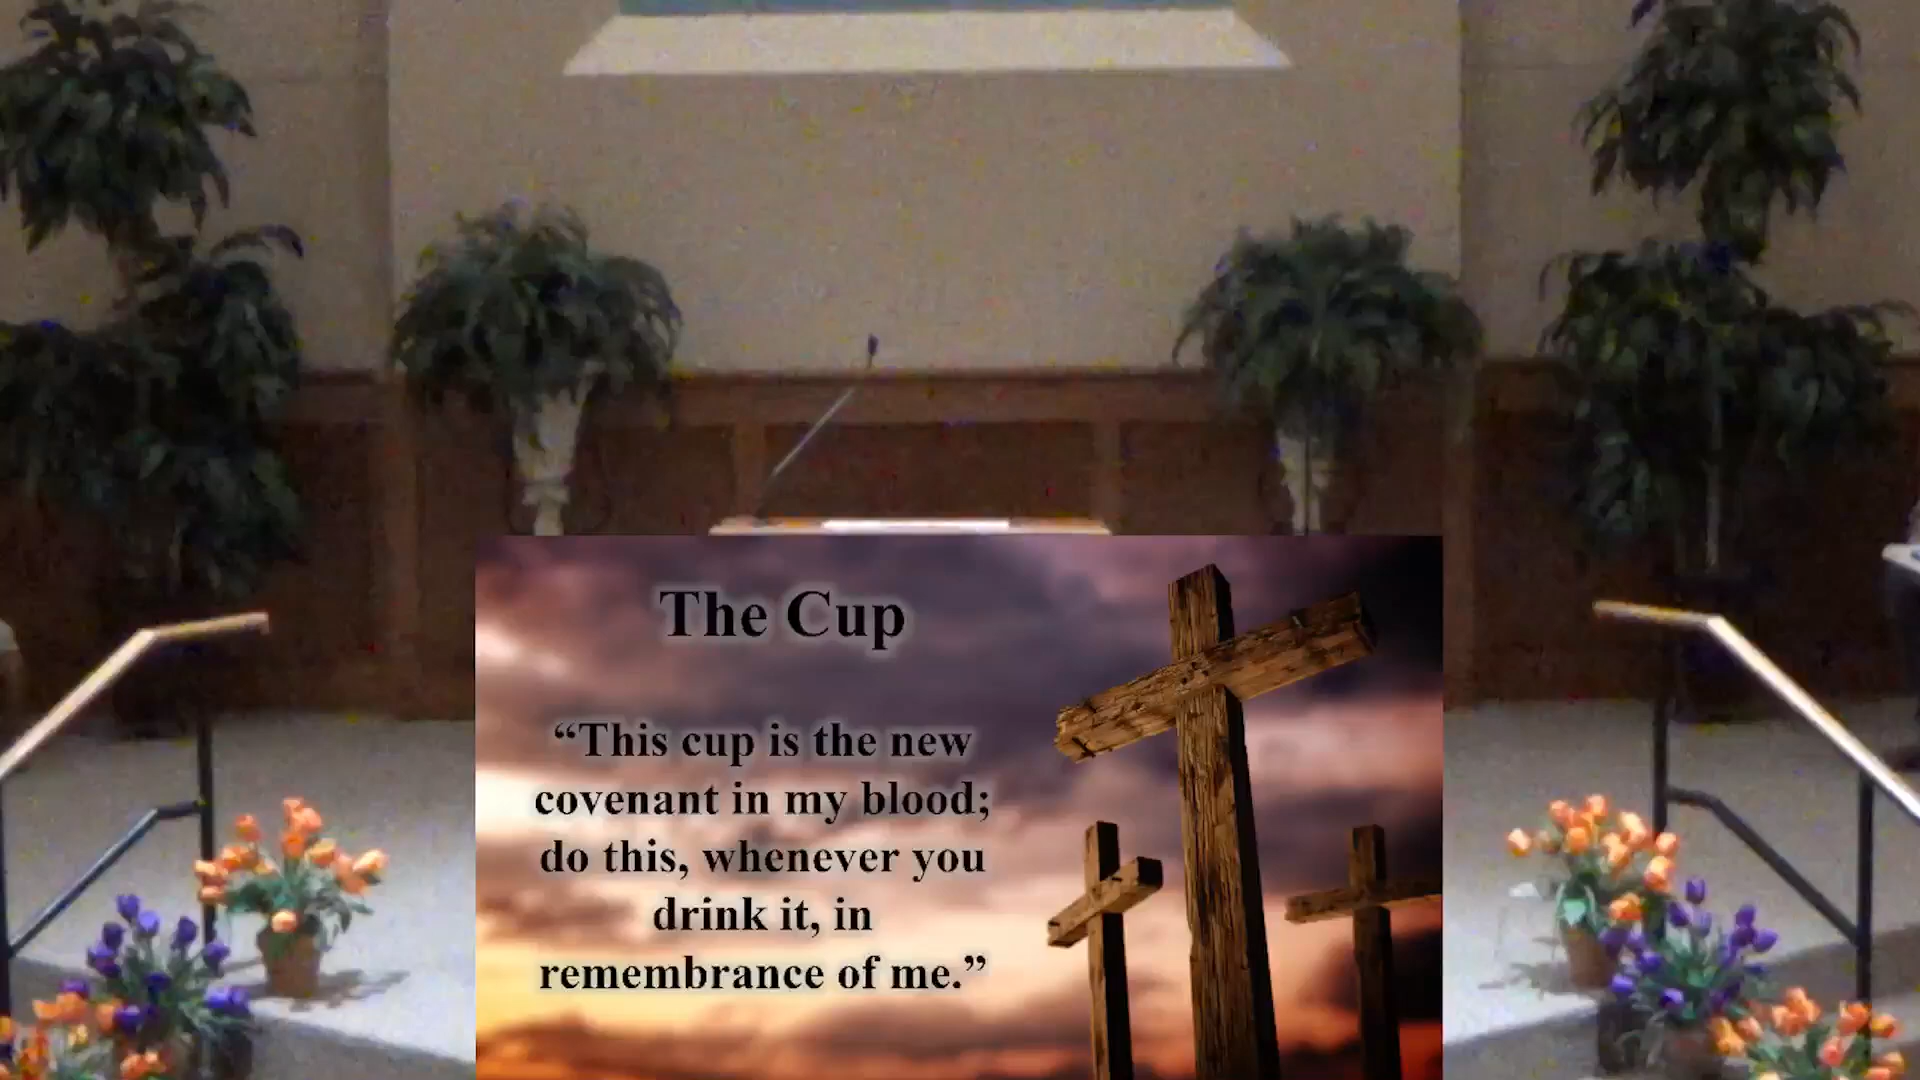 The Cup
“This cup is the new
covenant in my blood;
do this, whenever you
drink it, in
remembrance of me.”